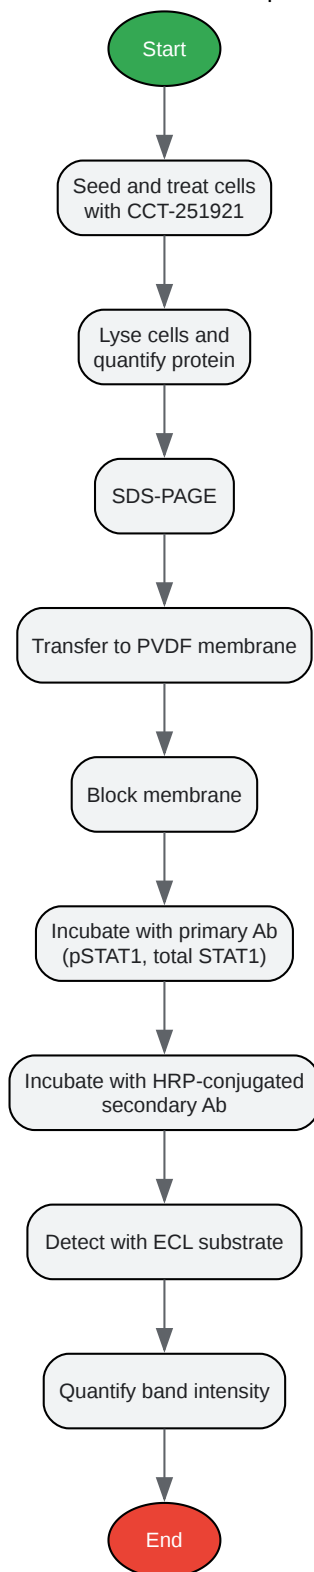 Start
Seed and treat cells
with CCT-251921
Lyse cells and
quantify protein
SDS-PAGE
Transfer to PVDF membrane
Block membrane
Incubate with primary Ab
(pSTAT1, total STAT1)
Incubate with HRP-conjugated
secondary Ab
Detect with ECL substrate
Quantify band intensity
End